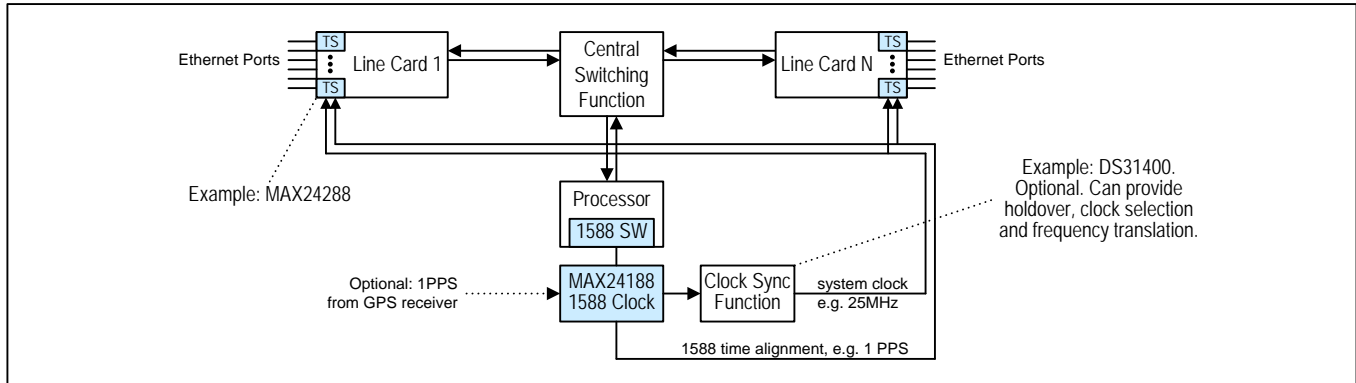 TS
Ethernet Ports
TS
Line Card 1
Central
Switching
Function
Line Card N
TS
Ethernet Ports
TS
Example: MAX24288
Processor
1588 SW
Example: DS31400.
Optional. Can provide
holdover, clock selection
and frequency translation.
Optional: 1PPS
from GPS receiver
MAX24188
1588 Clock
Clock Sync
Function
system clock
e.g. 25MHz
1588 time alignment, e.g. 1 PPS